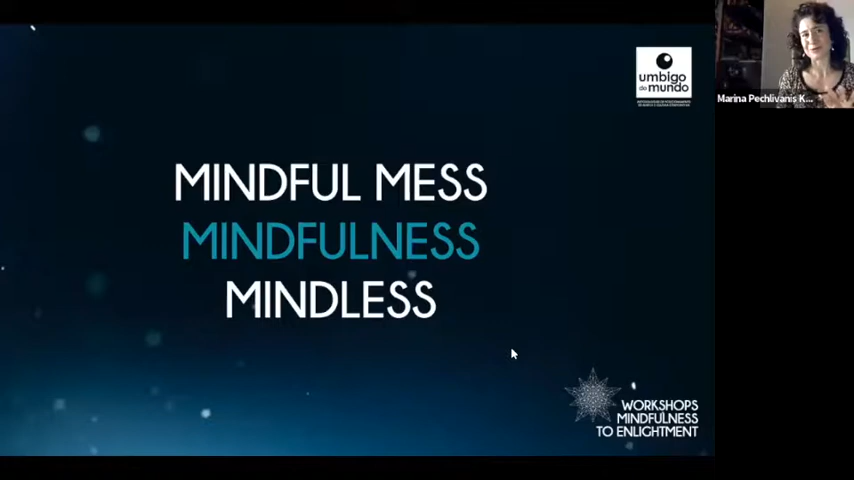 umbigo
do mundo
Marina Pechlivanis K...
MINDFUL MESS
MINDFULNESS
MINDLESS
WORKSHOPS
MINDFULNESS
TO ENLIGHTMENT